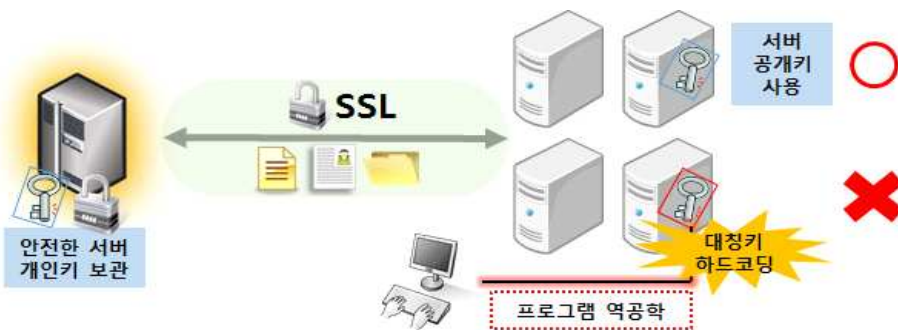 SSL
서버
공개키
사용
안전한 서버
개인키 보관
대칭키
하드코딩
프로그램 역공학